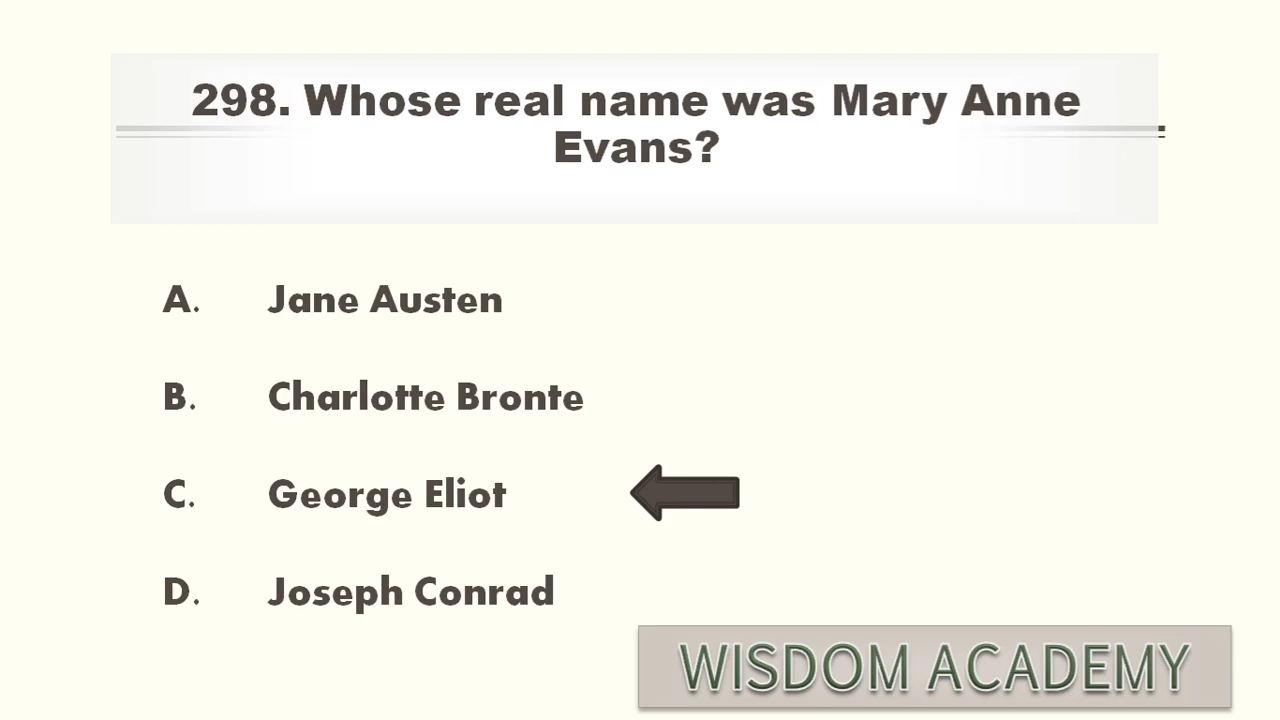 298. Whose real name was Mary Anne
Evans?
A. Jane Austen
B. Charlotte Bronte
C. George Eliot
D. Joseph Conrad
WISDOM ACADEMY